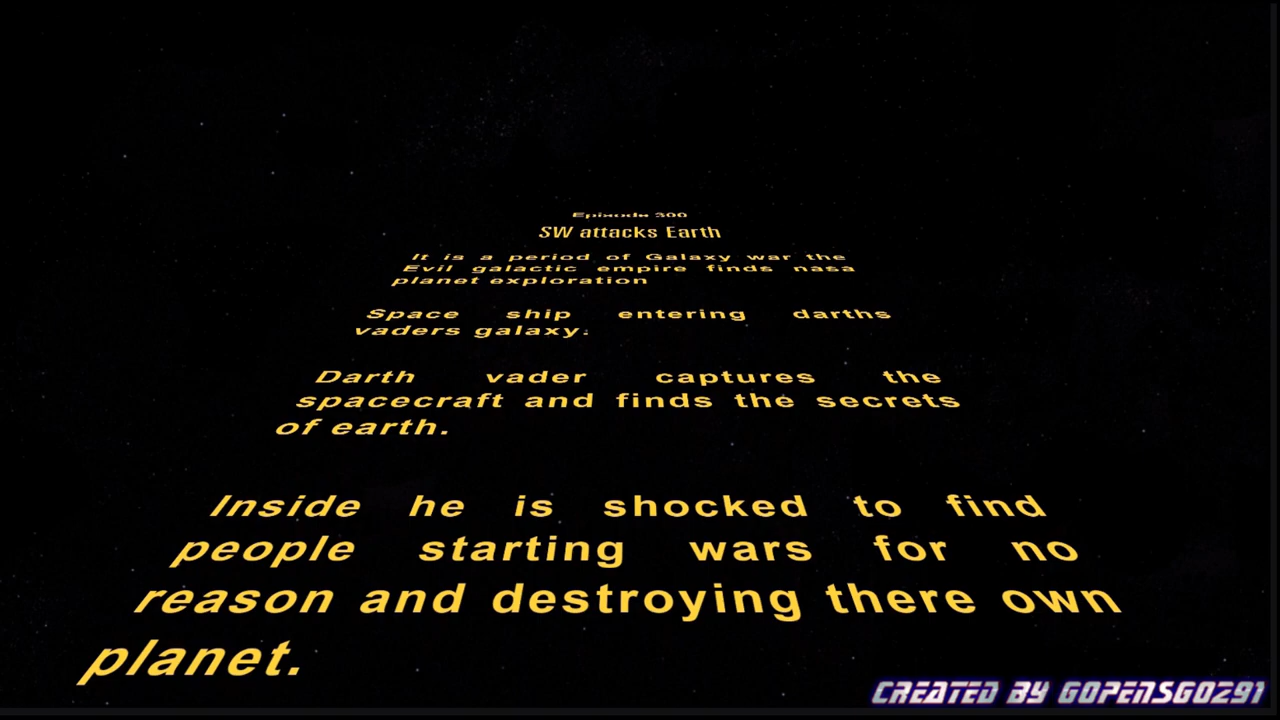 Episode 300
SW attacks Earth
It is a period of Galaxy war the
Evil galactic empire finds nasa
planet exploration
Space ship entering darths
vaders galaxy.
Darth vader captures the
spacecraft and finds the secrets
of earth.
Inside he is shocked to find
people starting wars for no
reason and destroying there own
planet.
CREATED BY GOPENSGO291